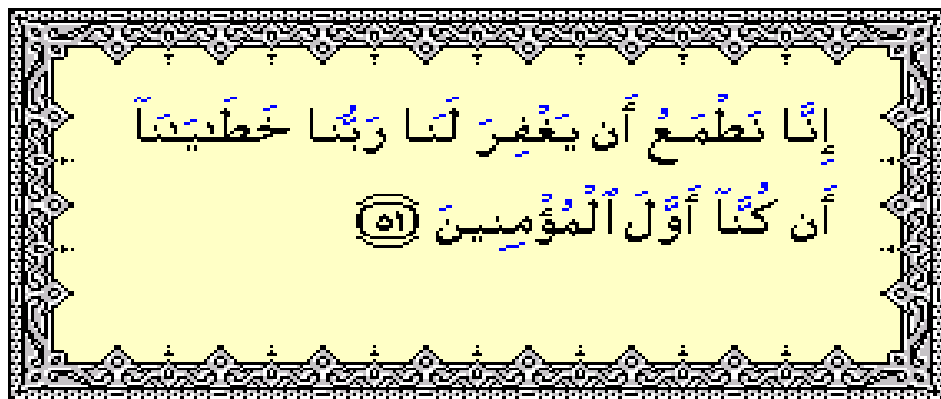 إِنَّا نَطْمَعُ أَن يَغْفِرَ لَنَا رَبُّنَا خَطَٰيَٰنَآ
أَن كُنَّآ أَوَّلَ ٱلْمُؤْمِنِينَ ٥١